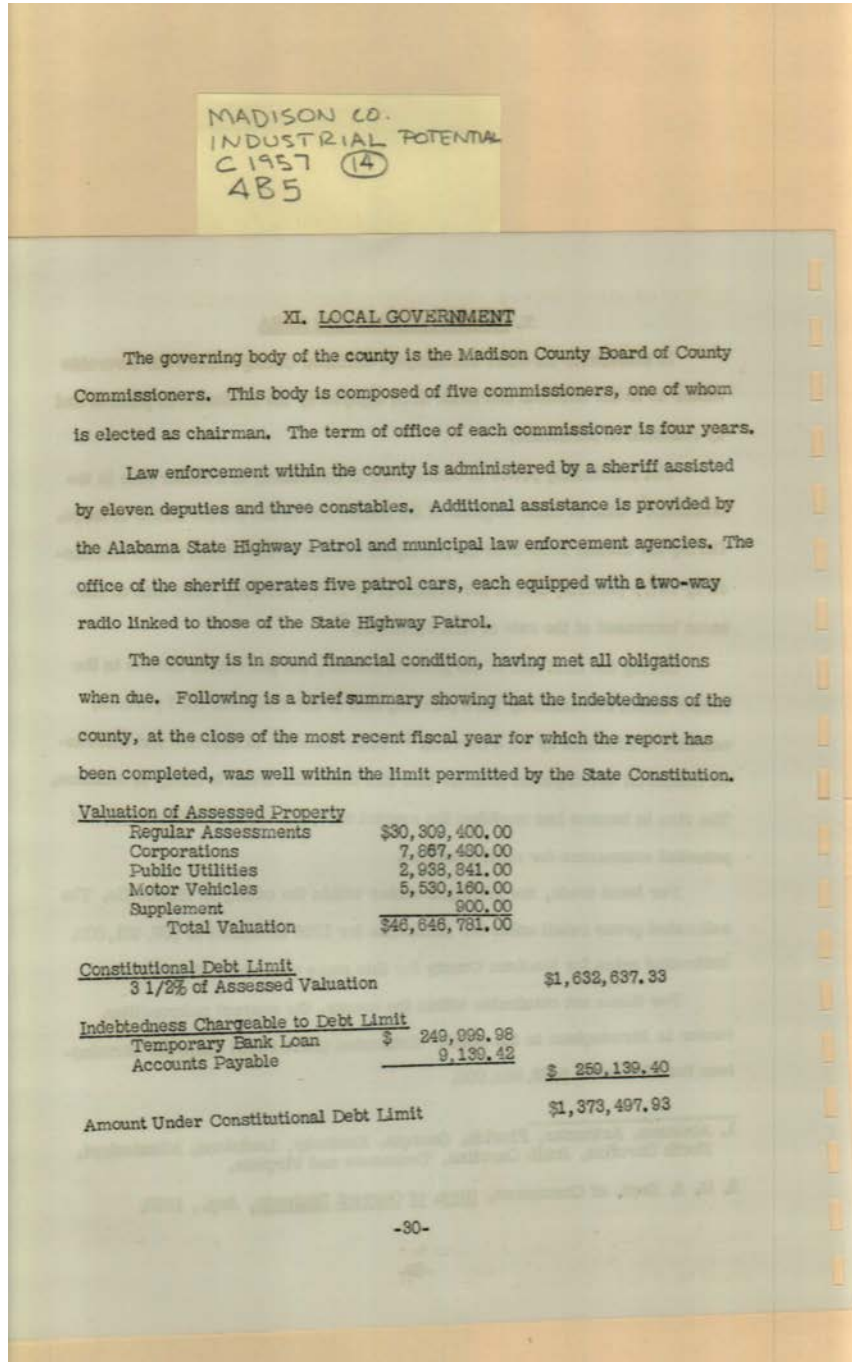 MADISON CO.
INDUSTRIAL POTENTIAL
C 1957 14
4B5
XI. LOCAL GOVERNMENT
The governing body of the county is the Madison County Board of County
Commissioners. This body is composed of five commissioners, one of whom
is elected as chairman. The term of office of each commissioner is four years.
Law enforcement within the county is administered by a sheriff assisted
by eleven deputies and three constables. Additional assistance is provided by
the Alabama State Highway Patrol and municipal law enforcement agencies. The
office of the sheriff operates five patrol cars, each equipped with a two-way
radio linked to those of the State Highway Patrol.
The county is in sound financial condition, having met all obligations
when due. Following is a brief summary showing that the indebtedness of the
county, at the close of the most recent fiscal year for which the report has
been completed, was well within the limit permitted by the State Constitution.
Valuation of Assessed Property
Regular Assessments $30,309,400.00
Corporations 7,867,480.00
Public Utilities 2,938,841.00
Motor Vehicles 5,530,160.00
Supplement 900.00
Total Valuation $46,646,781.00
Constitutional Debt Limit
3 1/2% of Assessed Valuation $1,632,637.33
Indebtedness Chargeable to Debt Limit
Temporary Bank Loan $ 249,999.98
Accounts Payable 9,139.42
$ 259,139.40
Amount Under Constitutional Debt Limit $1,373,497.93
-30-